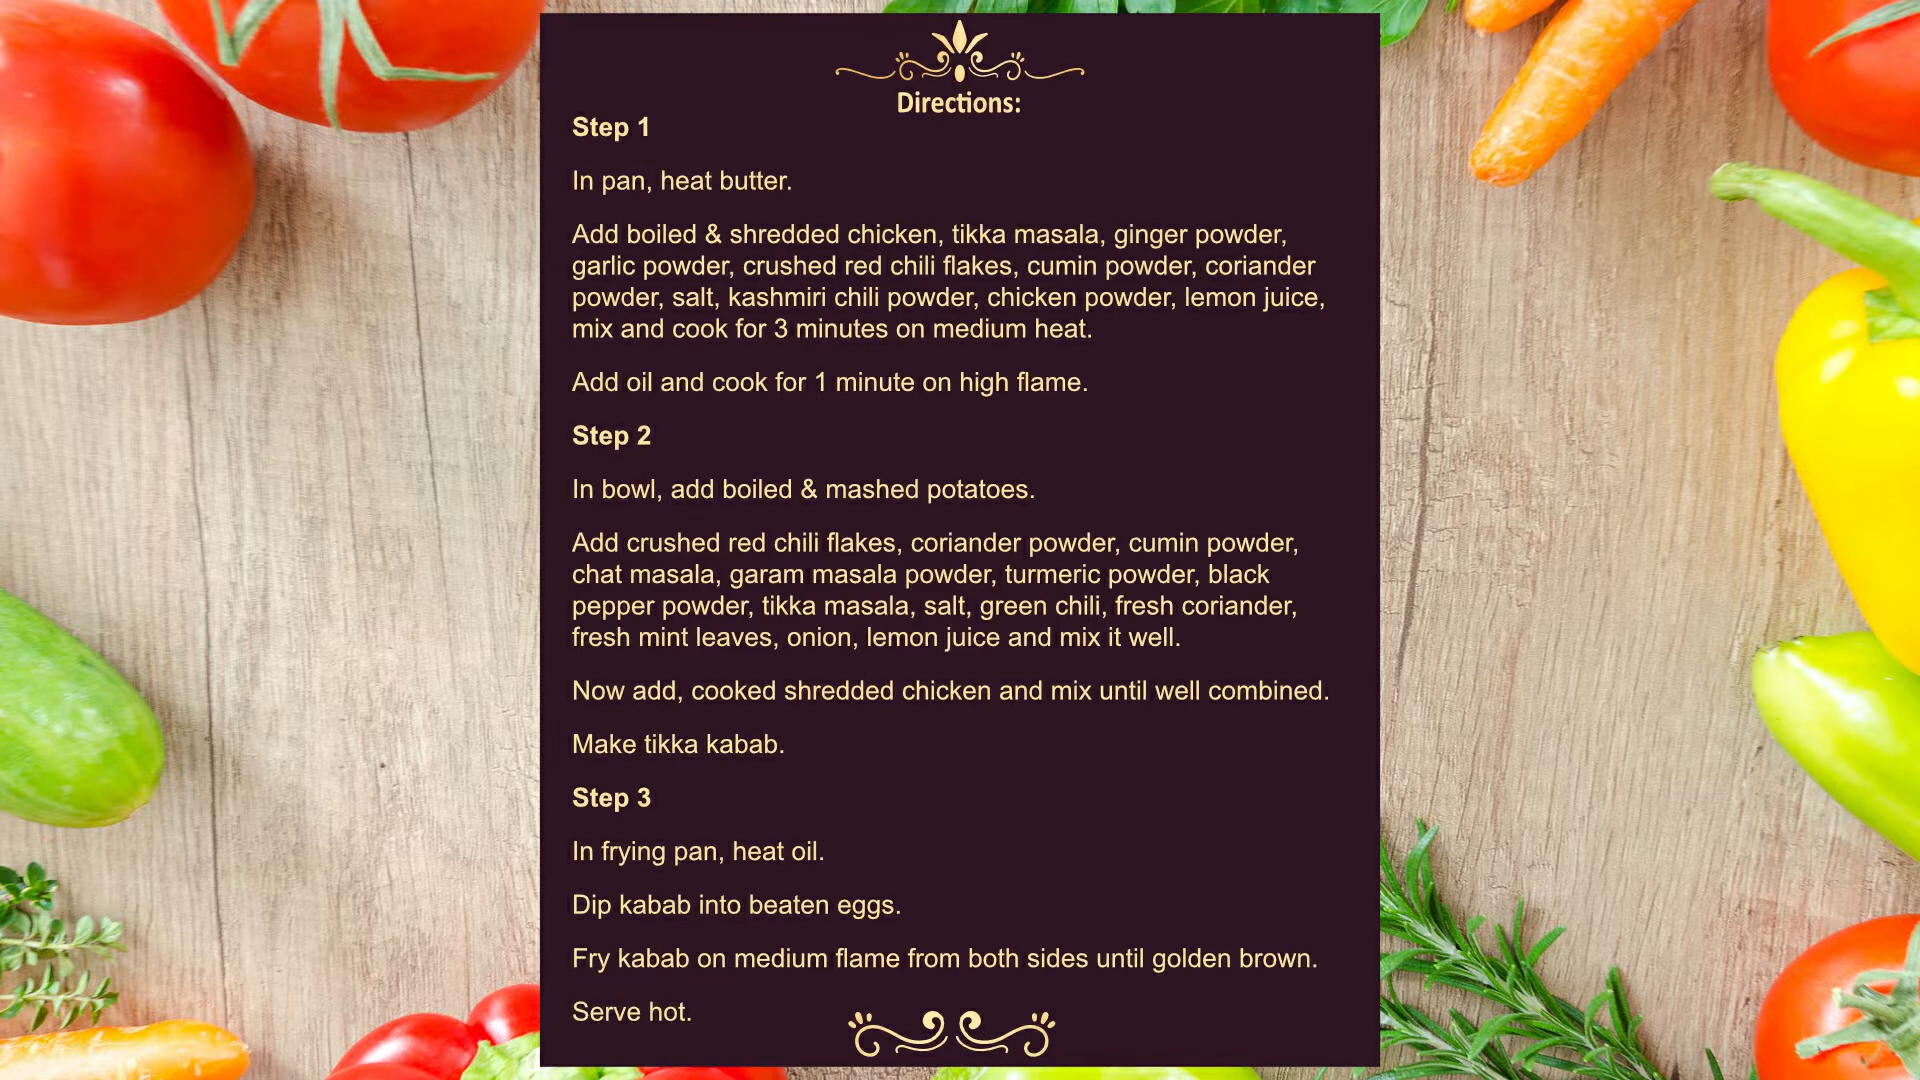 Directions:
Step 1
In pan, heat butter.
Add boiled & shredded chicken, tikka masala, ginger powder,
garlic powder, crushed red chili flakes, cumin powder, coriander
powder, salt, kashmiri chili powder, chicken powder, lemon juice,
mix and cook for 3 minutes on medium heat.
Add oil and cook for 1 minute on high flame.
Step 2
In bowl, add boiled & mashed potatoes.
Add crushed red chili flakes, coriander powder, cumin powder,
chat masala, garam masala powder, turmeric powder, black
pepper powder, tikka masala, salt, green chili, fresh coriander,
fresh mint leaves, onion, lemon juice and mix it well.
Now add, cooked shredded chicken and mix until well combined.
Make tikka kabab.
Step 3
In frying pan, heat oil.
Dip kabab into beaten eggs.
Fry kabab on medium flame from both sides until golden brown.
Serve hot.